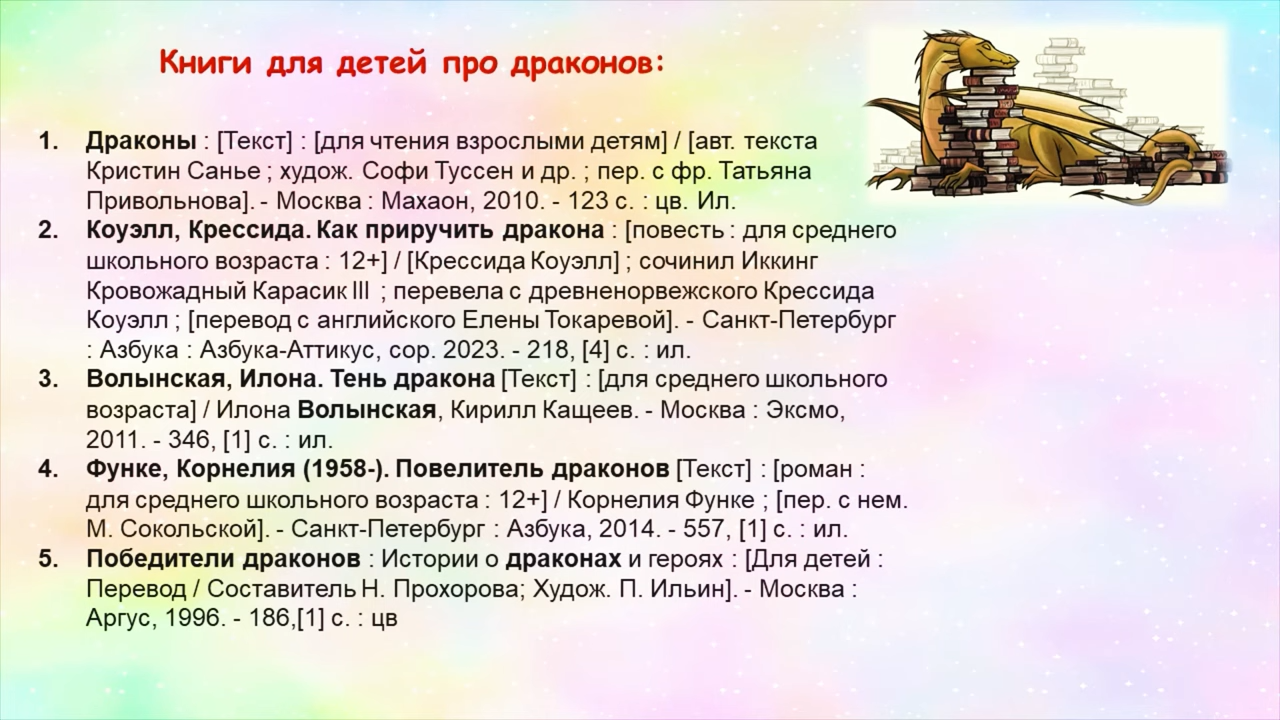 Книги для детей про драконов:
1. Драконы : [Текст] : [для чтения взрослыми детям] / [авт. текста
Кристин Санье ; худож. Софи Туссен и др. ; пер. с фр. Татьяна
Привольнова]. - Москва : Махаон, 2010. - 123 с. : цв. Ил.
2. Коуэлл, Крессида. Как приручить дракона : [повесть : для среднего
школьного возраста : 12+] / [Крессида Коуэлл] ; сочинил Иккинг
Кровожадный Карасик III ; перевела с древненорвежского Крессида
Коуэлл ; [перевод с английского Елены Токаревой]. - Санкт-Петербург
: Азбука : Азбука-Аттикус, сор. 2023. - 218, [4] с. : ил.
3. Волынская, Илона. Тень дракона [Текст] : [для среднего школьного
возраста] / Илона Волынская, Кирилл Кащеев. - Москва : Эксмо,
2011. - 346, [1] с. : ил.
4. Функе, Корнелия (1958-). Повелитель драконов [Текст] : [роман :
для среднего школьного возраста : 12+] / Корнелия Функе ; [пер. с нем.
М. Сокольской]. - Санкт-Петербург : Азбука, 2014. - 557, [1] с. : ил.
5. Победители драконов : Истории о драконах и героях : [Для детей :
Перевод / Составитель Н. Прохорова; Худож. П. Ильин]. - Москва :
Аргус, 1996. - 186,[1] с. : цв